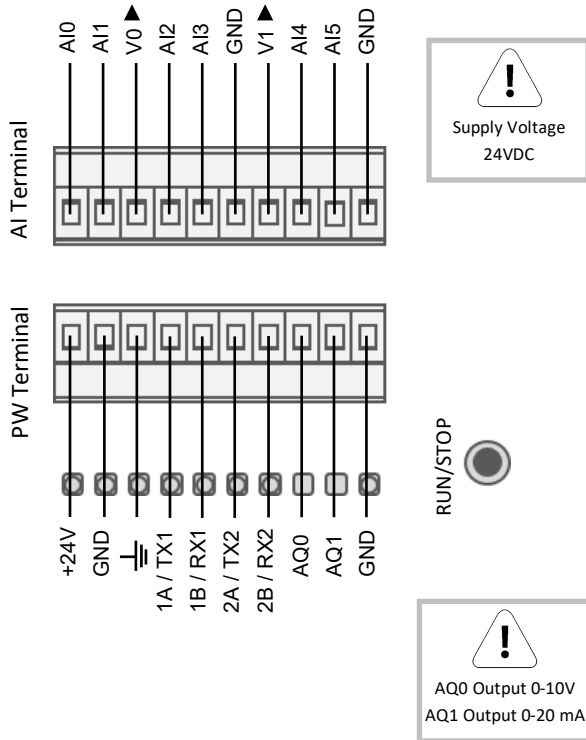 AI0
AI1
V0
AI2
AI3
GND
V1
AI4
AI5
GND
!
Supply Voltage
24VDC
AI Terminal
PW Terminal
RUN/STOP
+24V
GND
1A / TX1
1B / RX1
2A / TX2
2B / RX2
AQ0
AQ1
GND
!
AQ0 Output 0-10V
AQ1 Output 0-20 mA